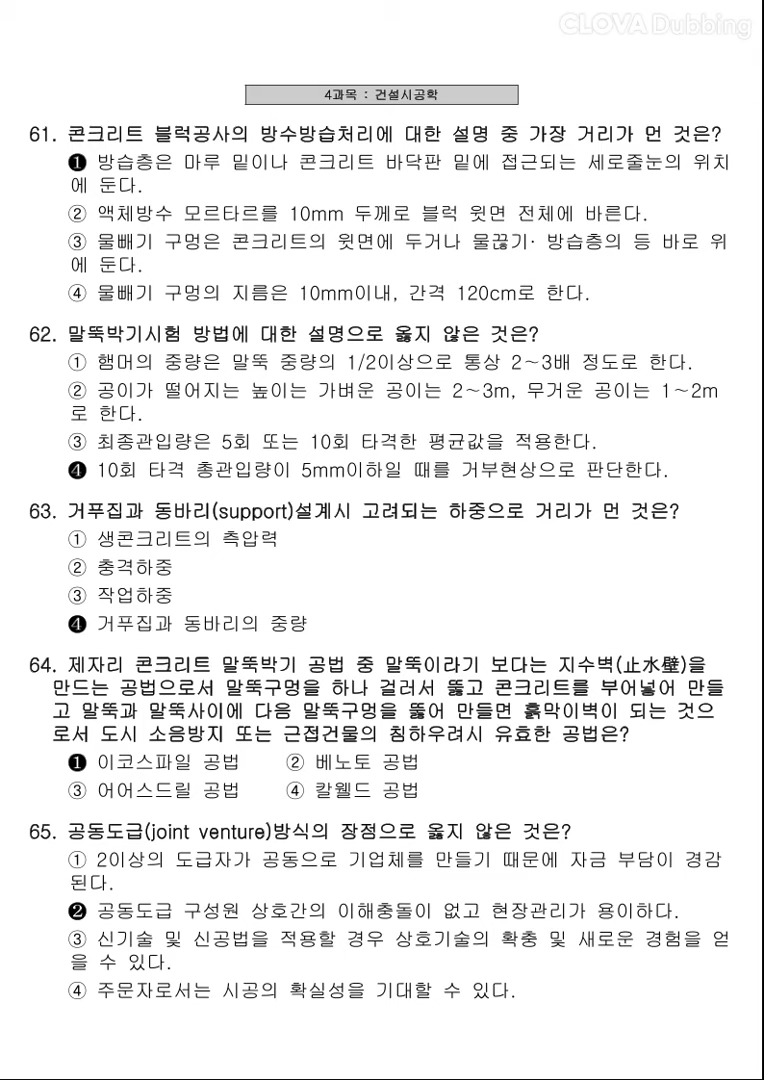 CLOVA Dubbing
4과목 : 건설시공학
61. 콘크리트 블럭공사의 방수방습처리에 대한 설명 중 가장 거리가 먼 것은?
❶ 방습층은 마루 밑이나 콘크리트 바닥판 밑에 접근되는 세로줄눈의 위치
에 둔다.
② 액체방수 모르타르를 10mm 두께로 블럭 윗면 전체에 바른다.
③ 물빼기 구멍은 콘크리트의 윗면에 두거나 물끊기· 방습층의 등 바로 위
에 둔다.
④ 물빼기 구멍의 지름은 10mm이내, 간격 120cm로 한다.
62. 말뚝박기시험 방법에 대한 설명으로 옳지 않은 것은?
① 햄머의 중량은 말뚝 중량의 1/2이상으로 통상 2~3배 정도로 한다.
② 공이가 떨어지는 높이는 가벼운 공이는 2~3m, 무거운 공이는 1~2m
로 한다.
③ 최종관입량은 5회 또는 10회 타격한 평균값을 적용한다.
❹ 10회 타격 총관입량이 5mm이하일 때를 거부현상으로 판단한다.
63. 거푸집과 동바리(support)설계시 고려되는 하중으로 거리가 먼 것은?
① 생콘크리트의 측압력
② 충격하중
③ 작업하중
❹ 거푸집과 동바리의 중량
64. 제자리 콘크리트 말뚝박기 공법 중 말뚝이라기 보다는 지수벽(止水壁)을
만드는 공법으로서 말뚝구멍을 하나 걸러서 뚫고 콘크리트를 부어넣어 만들
고 말뚝과 말뚝사이에 다음 말뚝구멍을 뚫어 만들면 흙막이벽이 되는 것으
로서 도시 소음방지 또는 근접건물의 침하우려시 유효한 공법은?
❶ 이코스파일 공법 ② 베노토 공법
③ 어어스드릴 공법 ④ 칼웰드 공법
65. 공동도급(joint venture)방식의 장점으로 옳지 않은 것은?
① 2이상의 도급자가 공동으로 기업체를 만들기 때문에 자금 부담이 경감
된다.
❷ 공동도급 구성원 상호간의 이해충돌이 없고 현장관리가 용이하다.
③ 신기술 및 신공법을 적용할 경우 상호기술의 확충 및 새로운 경험을 얻
을 수 있다.
④ 주문자로서는 시공의 확실성을 기대할 수 있다.